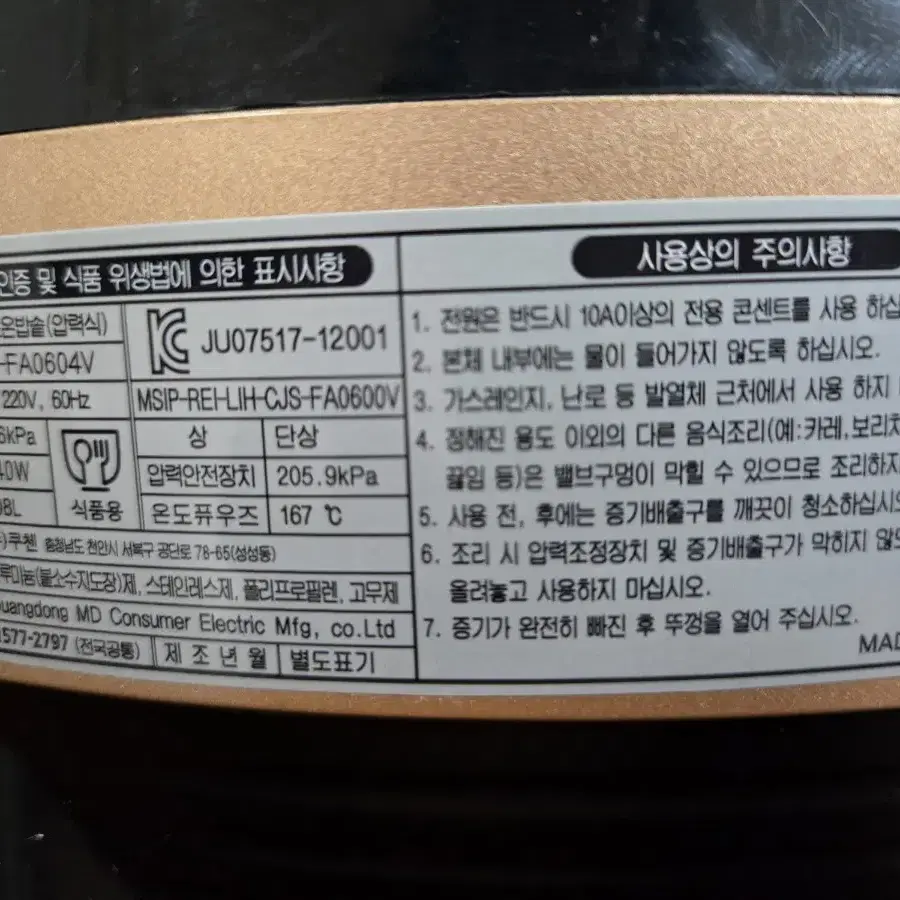 인증 및 식품 위생법에 의한 표시사항
온밥솥(압력식)
-FA0604V
220V, 60Hz
6kPa
40W
98L
식품용
JU07517-12001
MSIP-REI-LIH-CJS-FA0600V
상 단상
압력안전장치 205.9kPa
온도퓨우즈 167 ℃
쿠첸 충청남도 천안시 서북구 공단로 78-65(성성동)
루미늄(불소수지도장)제, 스테인레스제, 폴리프로필렌, 고무제
uangdong MD Consumer Electric Mfg, co.Ltd
1577-2797 (전국공통) 제 조 년 월 별도표기
사용상의 주의사항
1. 전원은 반드시 10A이상의 전용 콘센트를 사용 하십
2. 본체 내부에는 물이 들어가지 않도록 하십시오.
3. 가스레인지, 난로 등 발열체 근처에서 사용 하지
4. 정해진 용도 이외의 다른 음식조리(예:카레,보리차
끓임 등)은 밸브구멍이 막힐 수 있으므로 조리하지
5. 사용 전, 후에는 증기배출구를 깨끗이 청소하십시오
6. 조리 시 압력조정장치 및 증기배출구가 막히지 않도
올려놓고 사용하지 마십시오.
7. 증기가 완전히 빠진 후 뚜껑을 열어 주십시오.
MAD